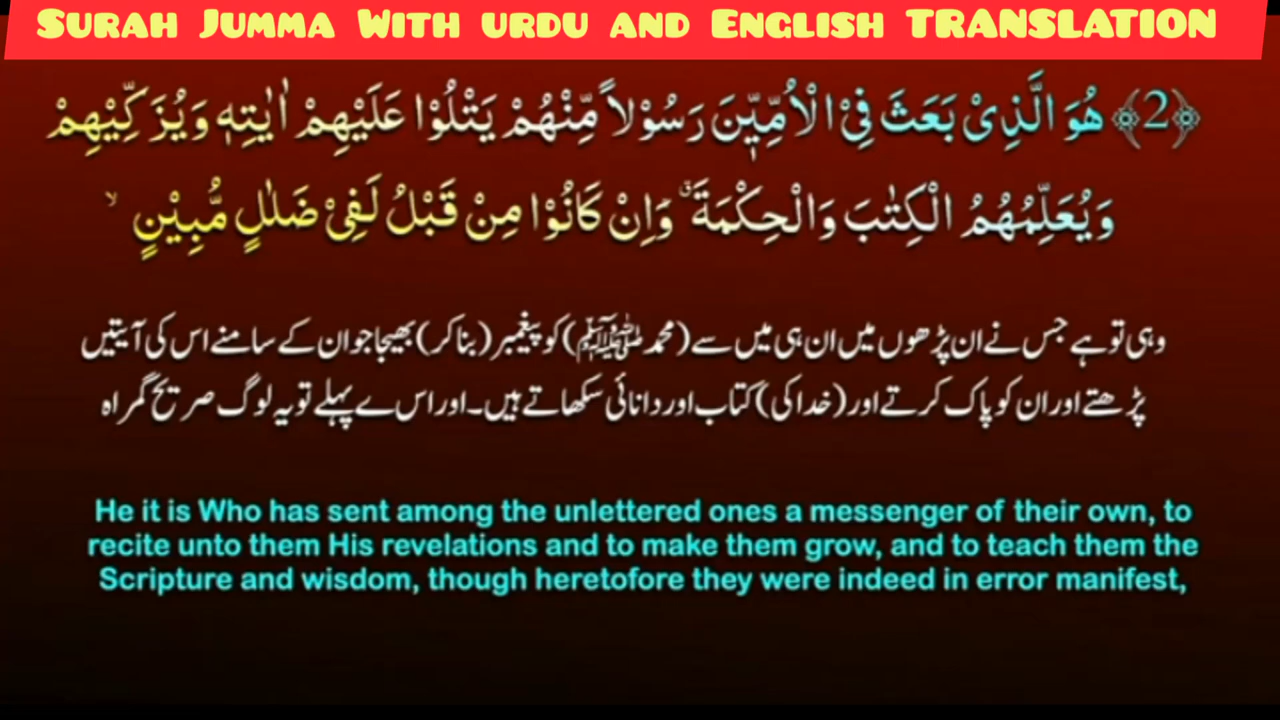 SURAH JUMMA WITH URDU AND ENGLISH TRANSLATION
﴿2﴾ هُوَ الَّذِىْ بَعَثَ فِىْ الْاُمِّيّٖنَ رَسُوْلاً مِّنْهُمْ يَتْلُوْا عَلَيْهِمْ اٰيٰتِهٖ وَيُزَكِّيْهِمْ
وَيُعَلِّمُهُمُ الْكِتٰبَ وَالْحِكْمَةَ ۗ وَاِنْ كَانُوْا مِنْ قَبْلُ لَفِىْ ضَلٰلٍ مُّبِيْنٍ ۙ
وہی تو ہے جس نے ان پڑھوں میں ان ہی میں سے (محمد ﷺ) کو پیغمبر (بنا کر) بھیجا جو ان کے سامنے اس کی آیتیں
پڑھتے اور ان کو پاک کرتے اور (خدا کی) کتاب اور دانائی سکھاتے ہیں۔ اور اس ے پہلے تو یہ لوگ صریح گمراہ
He it is Who has sent among the unlettered ones a messenger of their own, to
recite unto them His revelations and to make them grow, and to teach them the
Scripture and wisdom, though heretofore they were indeed in error manifest,